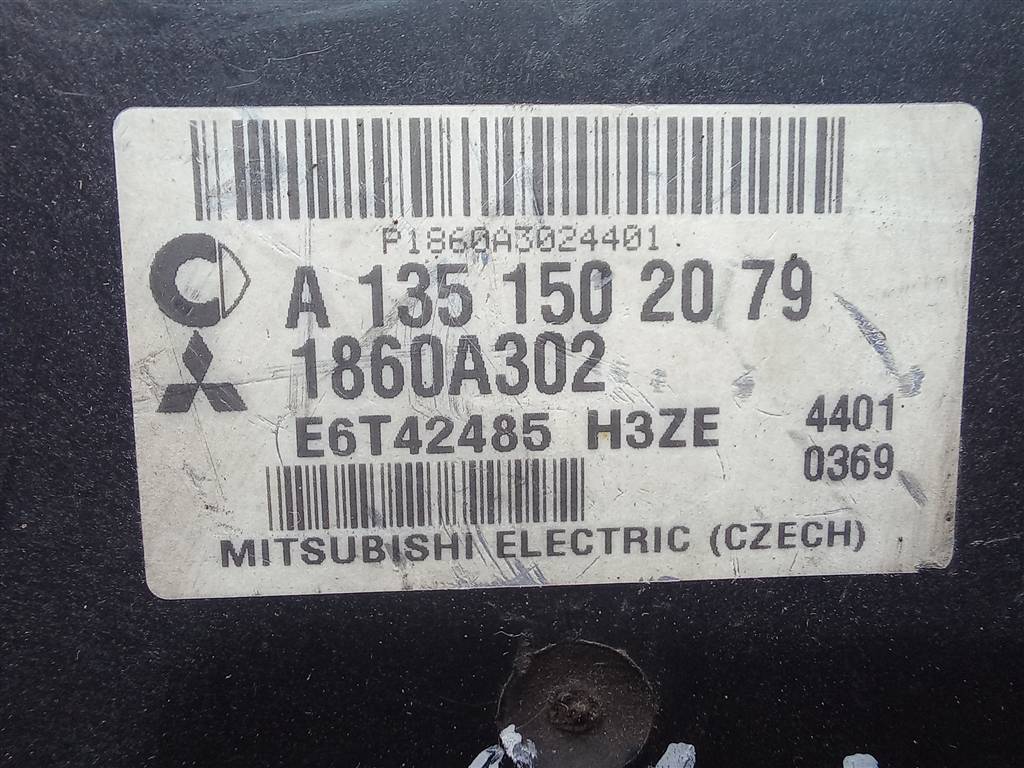 P1860A3024401
A 135 150 20 79
1860A302
E6T42485 H3ZE 4401
0369
MITSUBISHI ELECTRIC (CZECH)